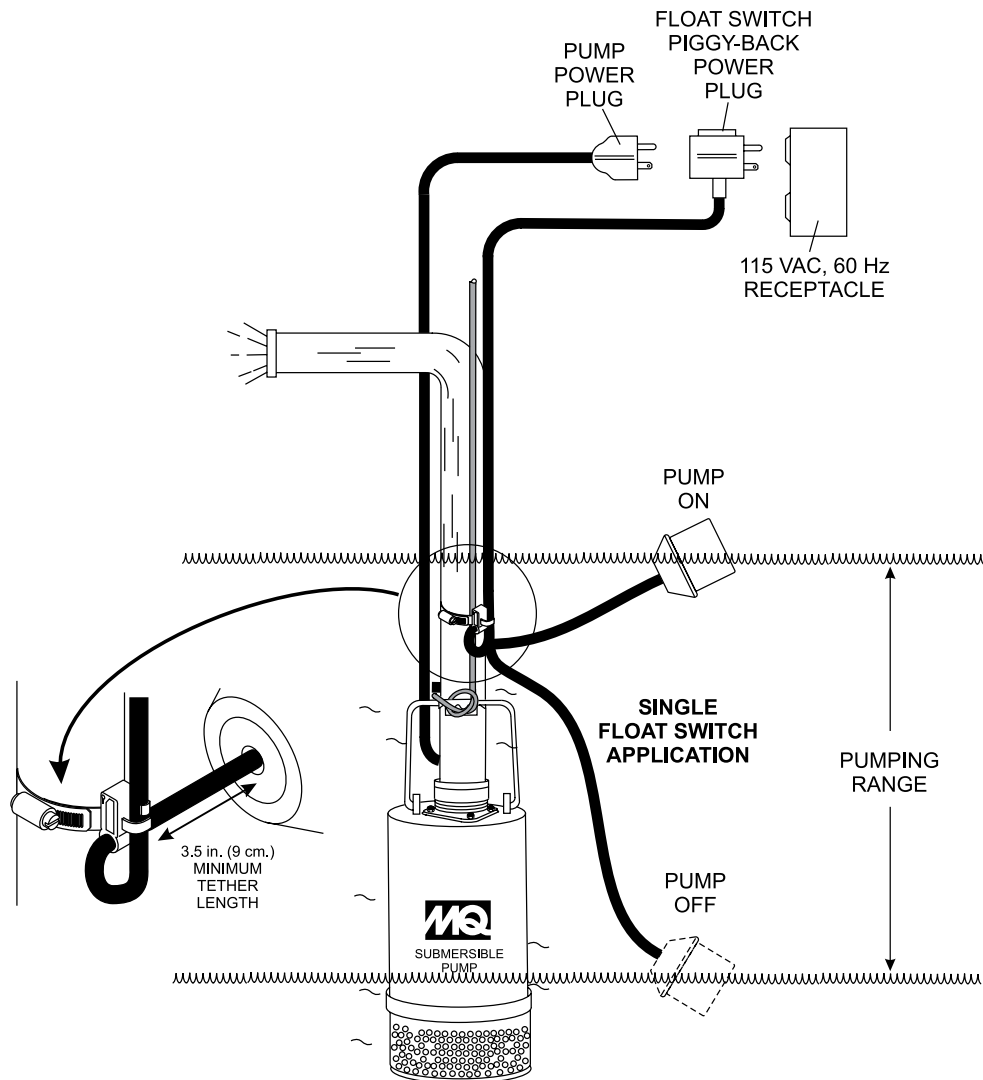 FLOAT SWITCH
PIGGY-BACK
POWER
PLUG
PUMP
POWER
PLUG
115 VAC, 60 Hz
RECEPTACLE
PUMP
ON
SINGLE
FLOAT SWITCH
APPLICATION
PUMPING
RANGE
3.5 in. (9 cm.)
MINIMUM
TETHER
LENGTH
PUMP
OFF
MQ
SUBMERSIBLE
PUMP